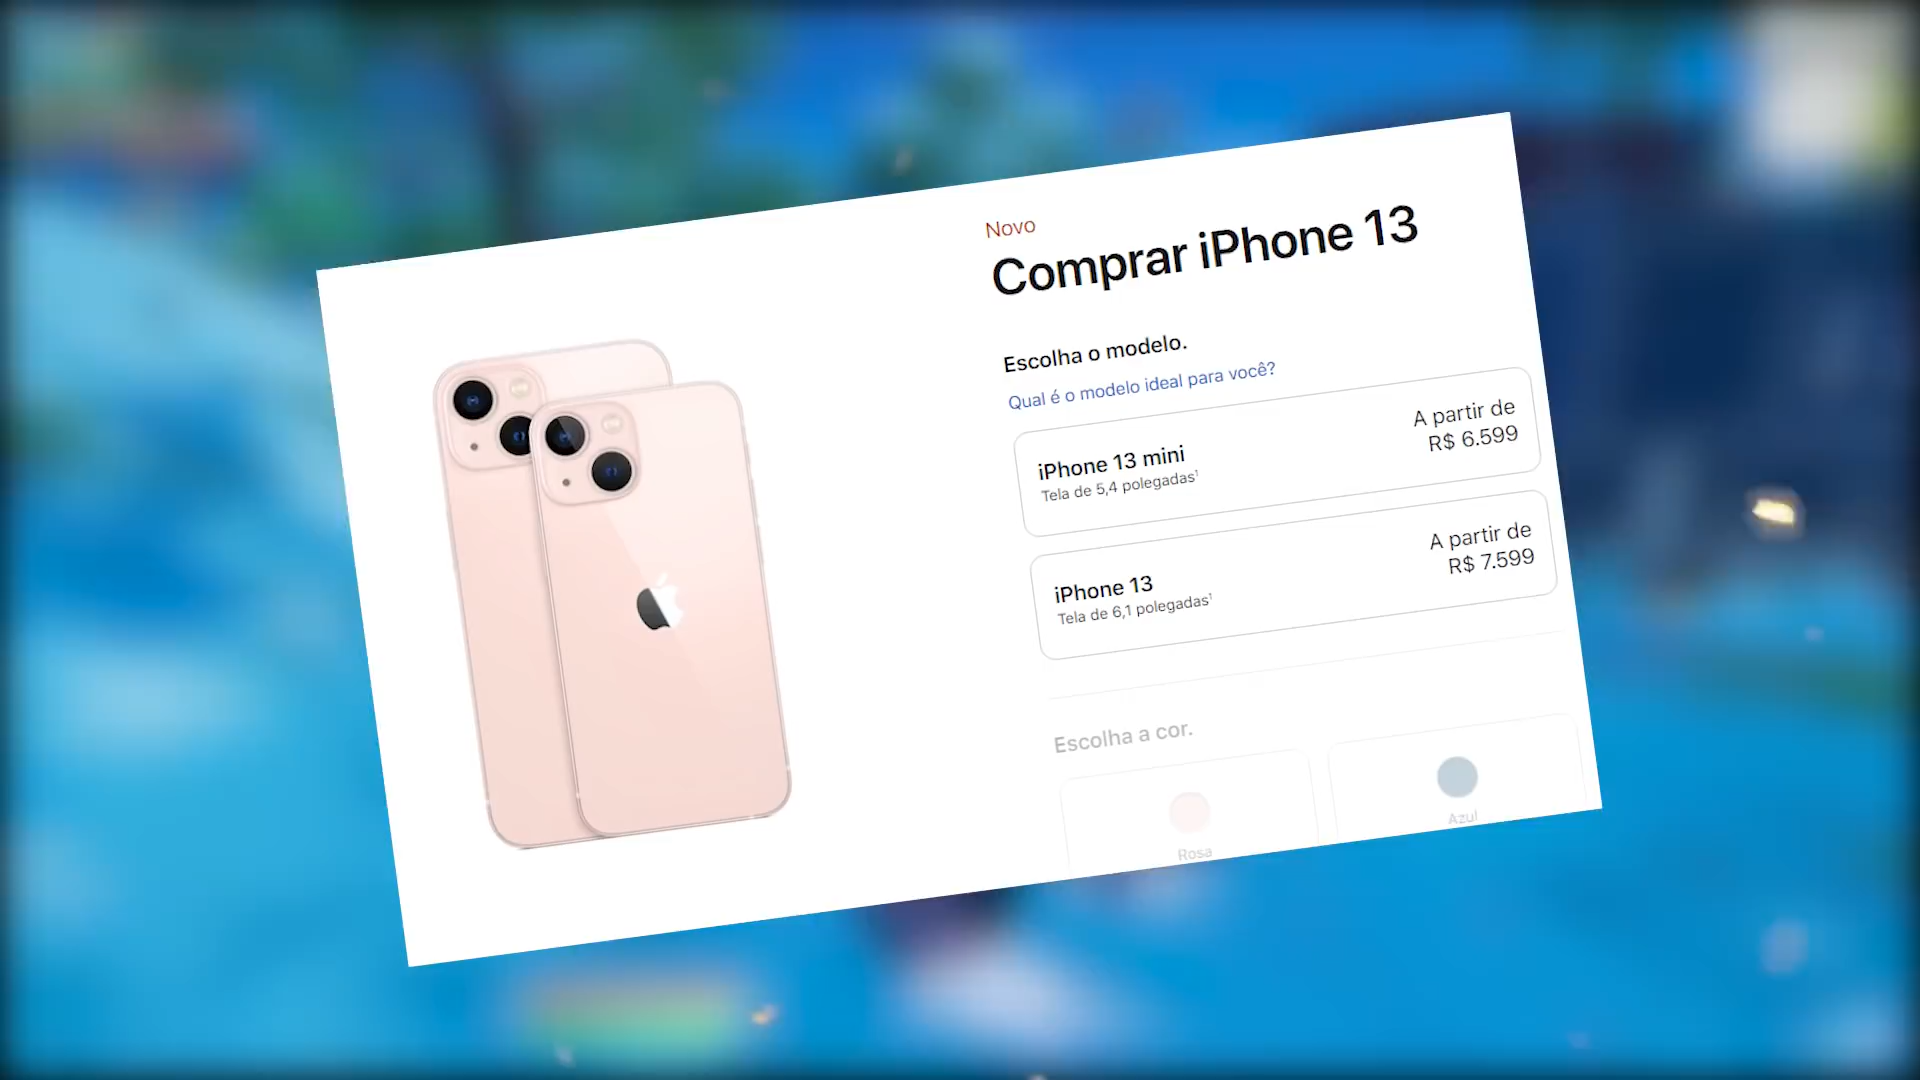 Novo
Comprar iPhone 13
Escolha o modelo.
Qual é o modelo ideal para você?
iPhone 13 mini
Tela de 5,4 polegadas¹
A partir de
R$ 6.599
iPhone 13
Tela de 6,1 polegadas¹
A partir de
R$ 7.599
Escolha a cor.
Rosa
Azul